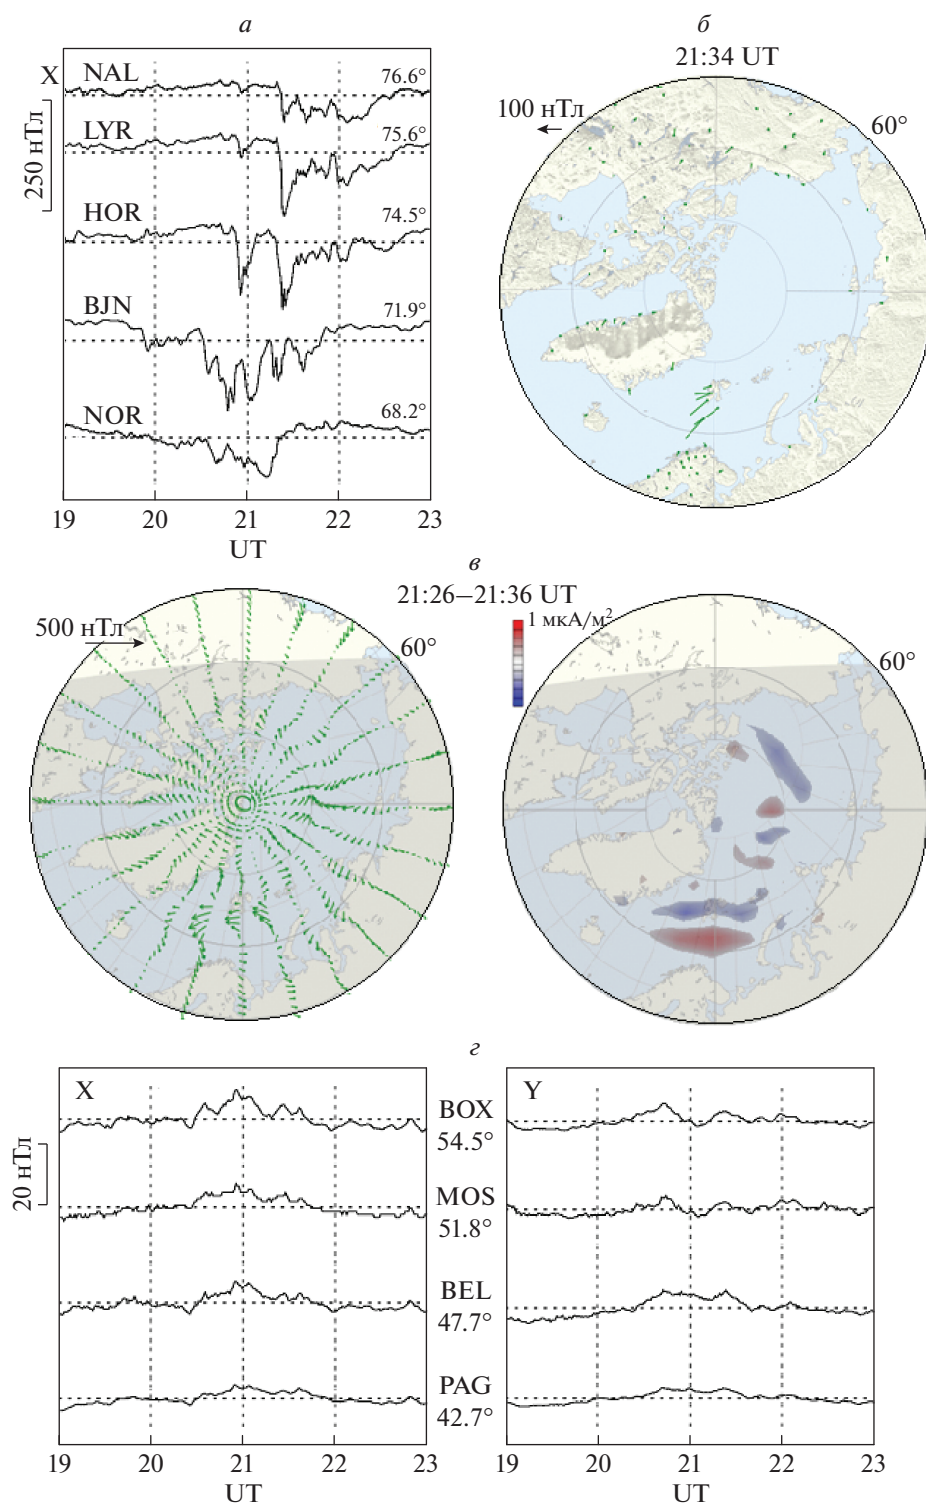 а
X
NAL
76.6°
250 нТл
LYR
75.6°
HOR
74.5°
BJN
71.9°
NOR
68.2°
19 20 21 22 23
UT
б
21:34 UT
100 нТл
60°
в
21:26–21:36 UT
500 нТл
60°
1 мкА/м²
60°
г
X
Y
20 нТл
BOX
54.5°
MOS
51.8°
BEL
47.7°
PAG
42.7°
19 20 21 22 23
UT
19 20 21 22 23
UT